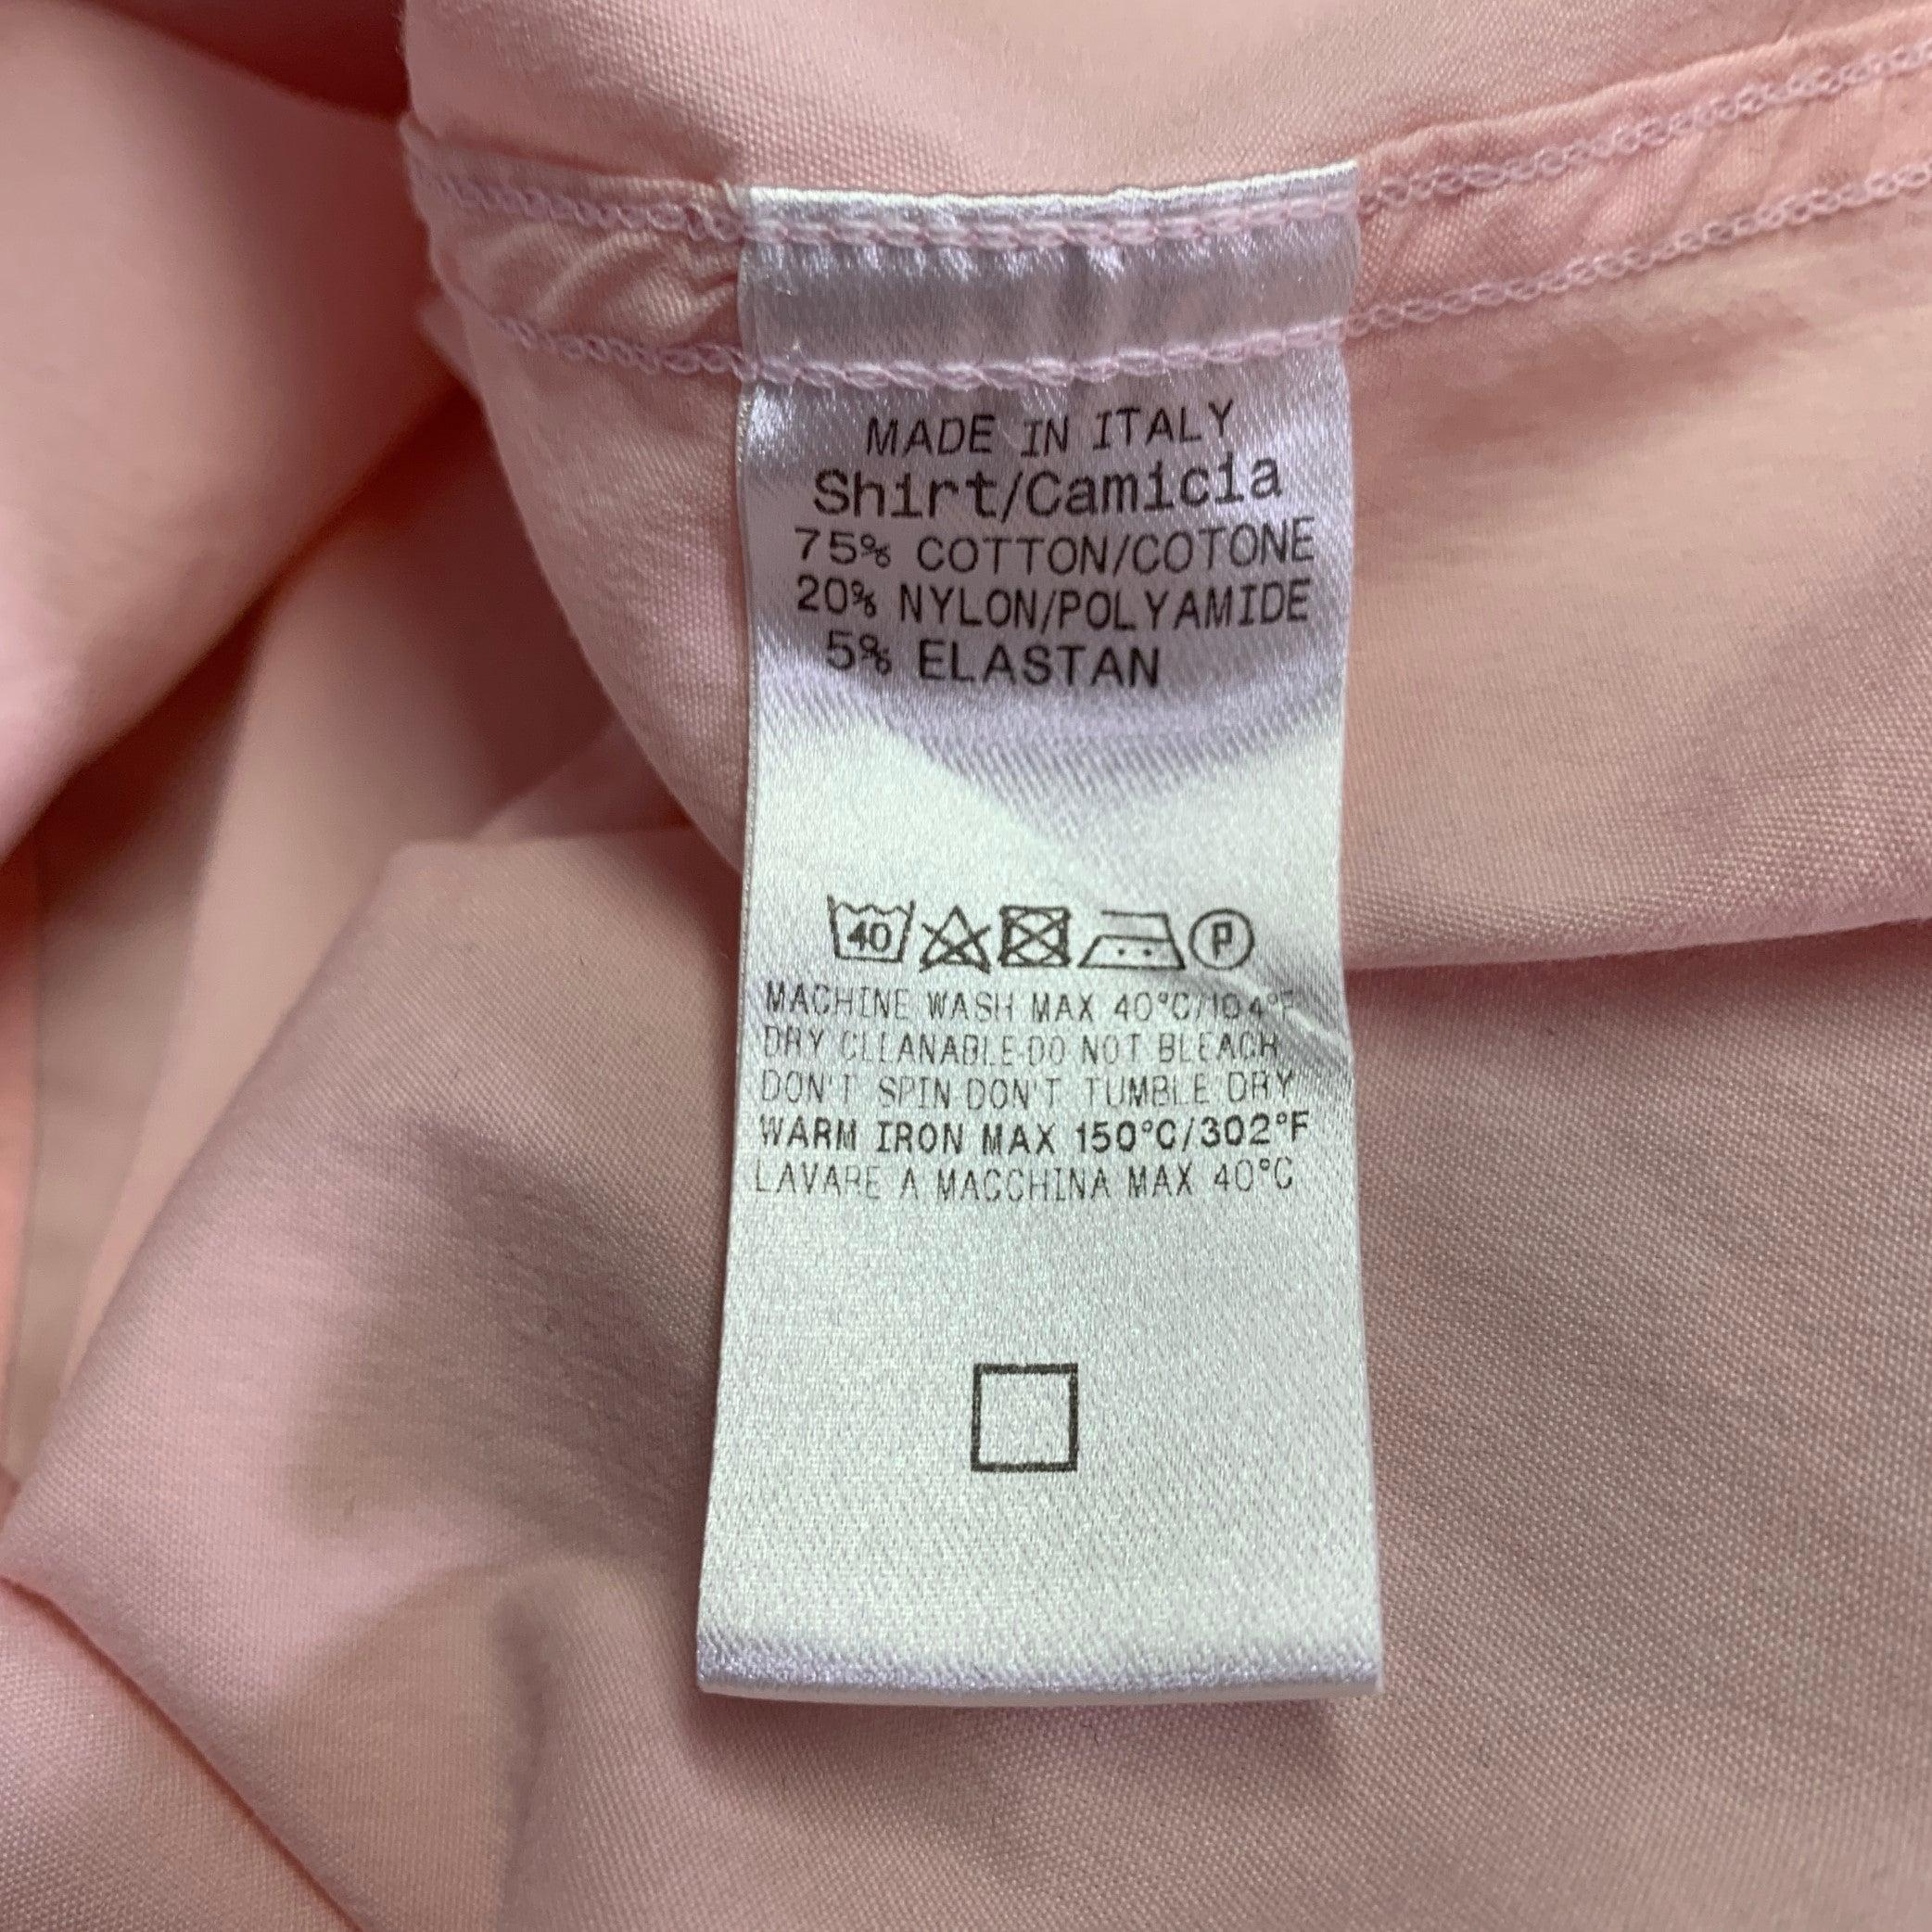 MADE IN ITALY
Shirt/Camicia
75% COTTON/COTONE
20% NYLON/POLYAMIDE
5% ELASTAN
40 P
MACHINE WASH MAX 40°C/104°F
DRY CLEANABLE-DO NOT BLEACH
DON'T SPIN DON'T TUMBLE DRY
WARM IRON MAX 150°C/302°F
LAVARE A MACCHINA MAX 40°C